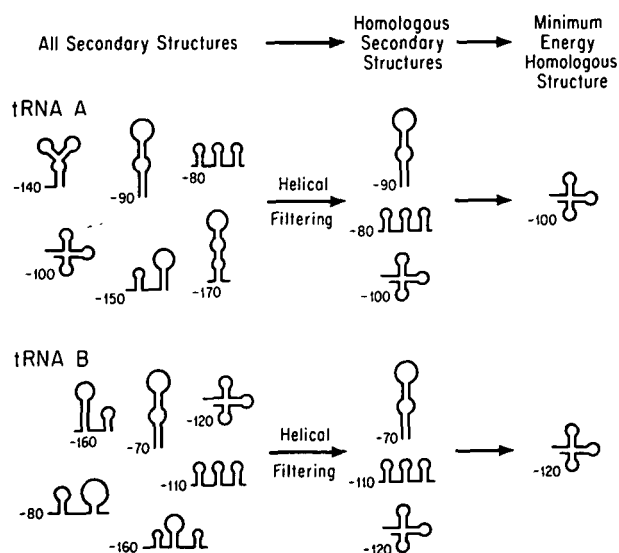 All Secondary Structures
Homologous
Secondary
Structures
Minimum
Energy
Homologous
Structure
tRNA A
-140
-90
-80
-100
-150
-170
Helical
Filtering
-90
-80
-100
-100
tRNA B
-160
-70
-120
-110
-80
-160
Helical
Filtering
-70
-110
-120
-120